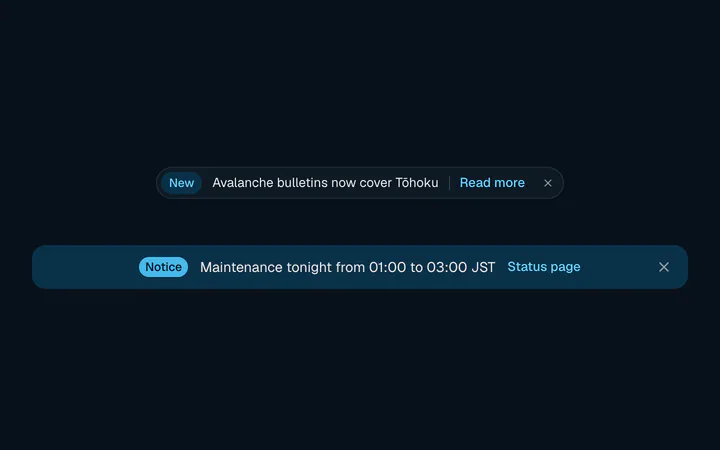 New Avalanche bulletins now cover Tōhoku Read more
Notice Maintenance tonight from 01:00 to 03:00 JST Status page